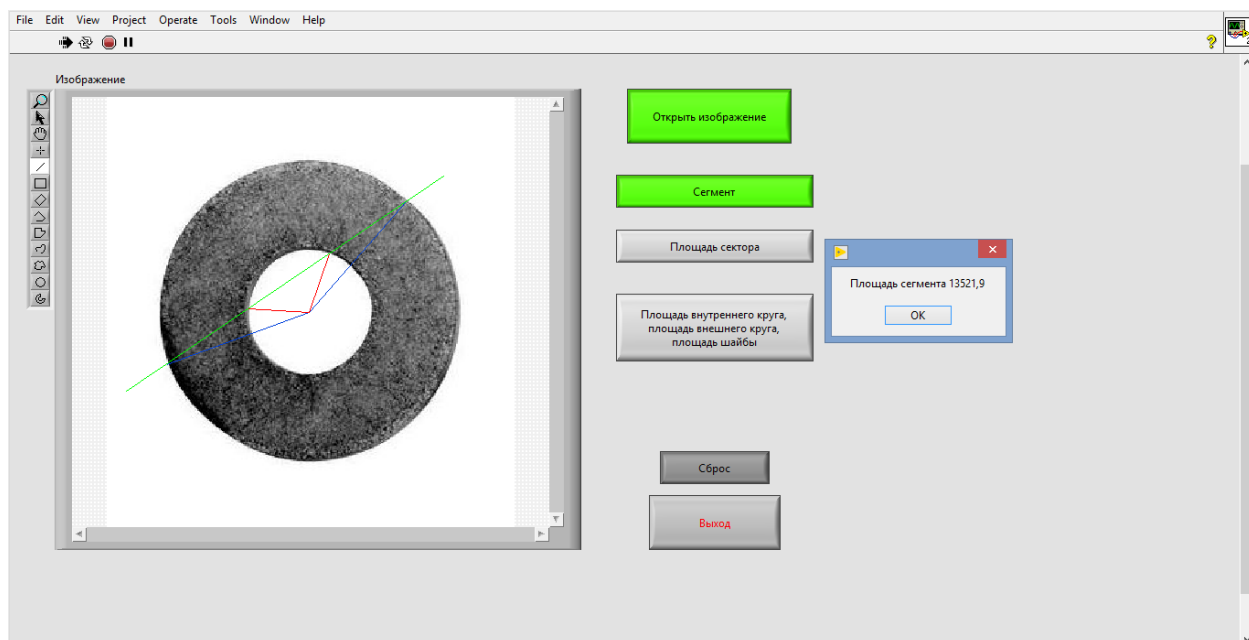 File Edit View Project Operate Tools Window Help
?
2
Изображение
Открыть изображение
Сегмент
Площадь сектора
Площадь сегмента 13521,9
OK
Площадь внутреннего круга,
площадь внешнего круга,
площадь шайбы
Сброс
Выход